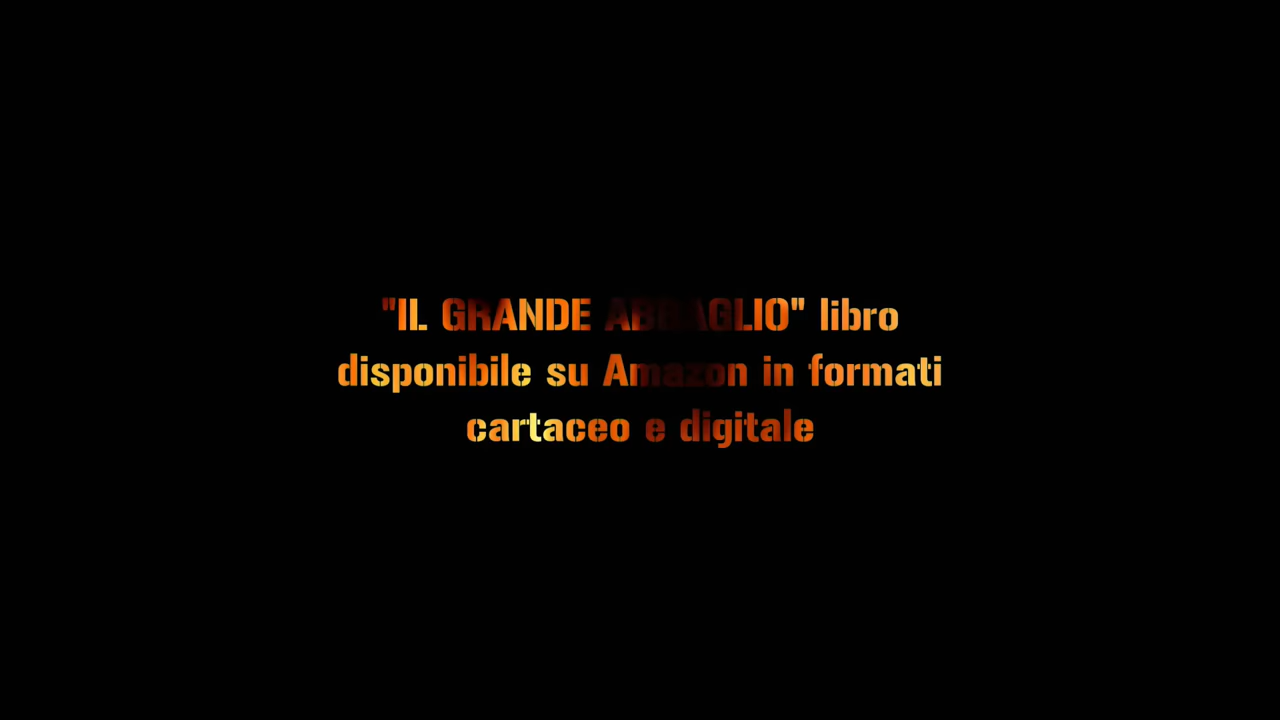 "IL GRANDE ABBAGLIO" libro
disponibile su Amazon in formati
cartaceo e digitale